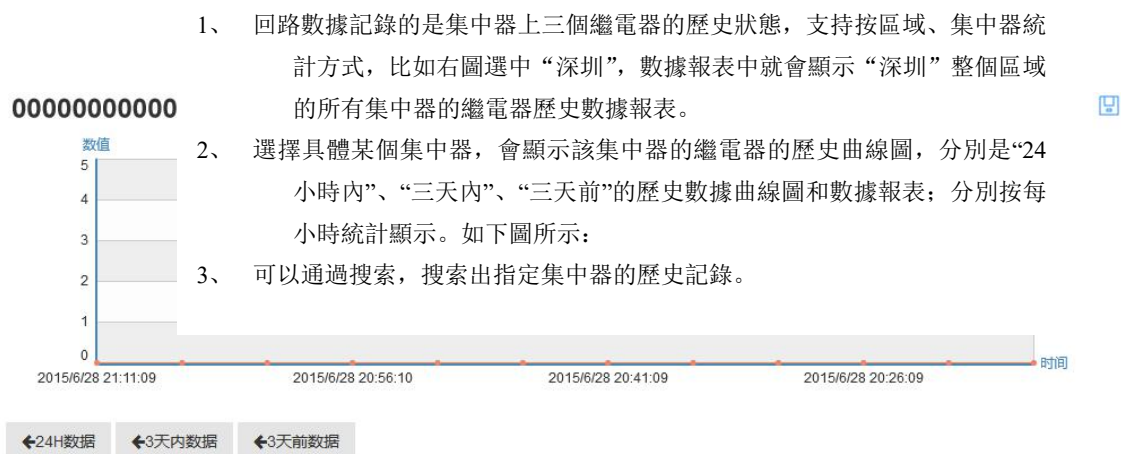 1、 回路數據記錄的是集中器上三個繼電器的歷史狀態，支持按區域、集中器統
計方式，比如右圖選中“深圳”，數據報表中就會顯示“深圳”整個區域
的所有集中器的繼電器歷史數據報表。
2、 選擇具體某個集中器，會顯示該集中器的繼電器的歷史曲線圖，分別是“24
小時內”、“三天內”、“三天前”的歷史數據曲線圖和數據報表；分別按每
小時統計顯示。如下圖所示：
3、 可以通過搜索，搜索出指定集中器的歷史記錄。
00000000000
数值
5
4
3
2
1
0
时间
2015/6/28 21:11:09 2015/6/28 20:56:10 2015/6/28 20:41:09 2015/6/28 20:26:09
24H数据 3天内数据 3天前数据